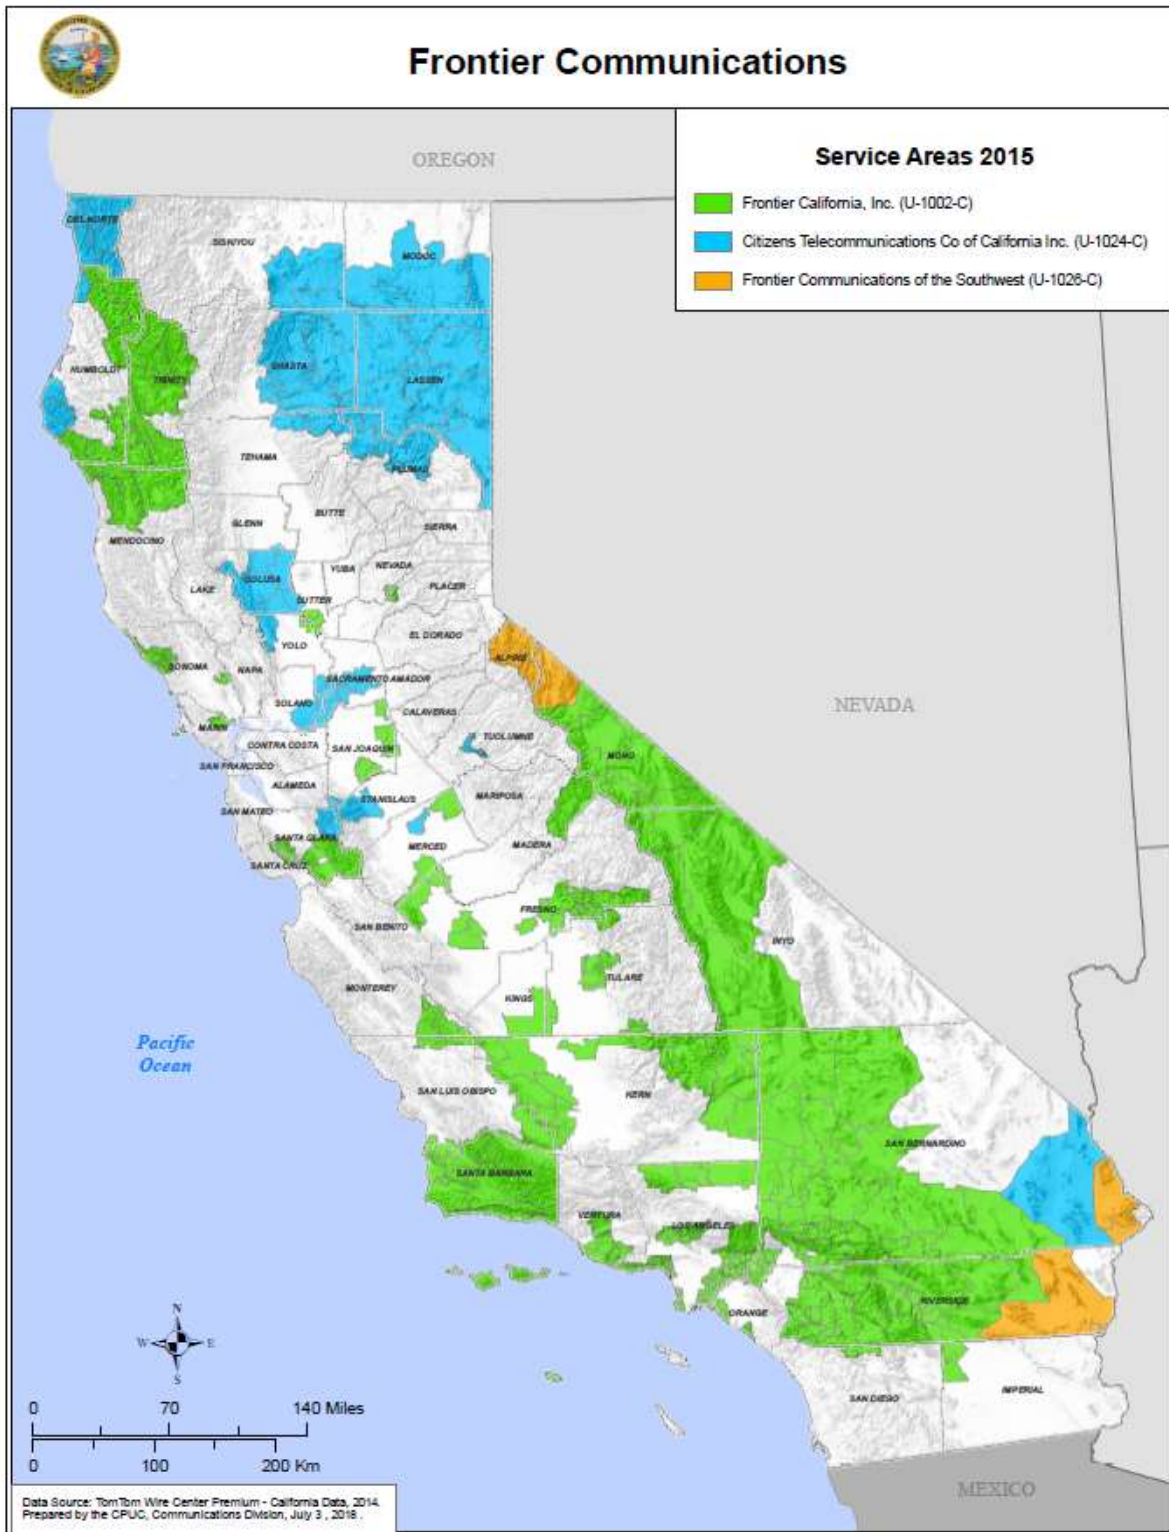 Frontier Communications
Service Areas 2015
Frontier California, Inc. (U-1002-C)
Citizens Telecommunications Co of California Inc. (U-1024-C)
Frontier Communications of the Southwest (U-1026-C)
OREGON
DEL NORTE
SISKIYOU
MODOC
HUMBOLDT
TRINITY
SHASTA
LASSEN
TEHAMA
PLUMAS
BUTTE
GLENN
SIERRA
MENDOCINO
LAKE
COLUSA
YUBA
NEVADA
SUTTER
PLACER
EL DORADO
YOLO
ALPINE
SONOMA
NAPA
SACRAMENTO
AMADOR
SOLANO
CALAVERAS
NEVADA
MARIN
TUOLUMNE
CONTRA COSTA
SAN JOAQUIN
MONO
SAN FRANCISCO
ALAMEDA
STANISLAUS
MARIPOSA
SAN MATEO
SANTA CLARA
MERCED
MADERA
SANTA CRUZ
FRESNO
SAN BENITO
INYO
MONTEREY
TULARE
KINGS
Pacific
Ocean
SAN LUIS OBISPO
KERN
SAN BERNARDINO
SANTA BARBARA
VENTURA
LOS ANGELES
RIVERSIDE
ORANGE
SAN DIEGO
IMPERIAL
MEXICO
N
W
E
S
0 70 140 Miles
0 100 200 Km
Data Source: TomTom Wire Center Premium - California Data, 2014.
Prepared by the CPUC, Communications Division, July 3 , 2018 .